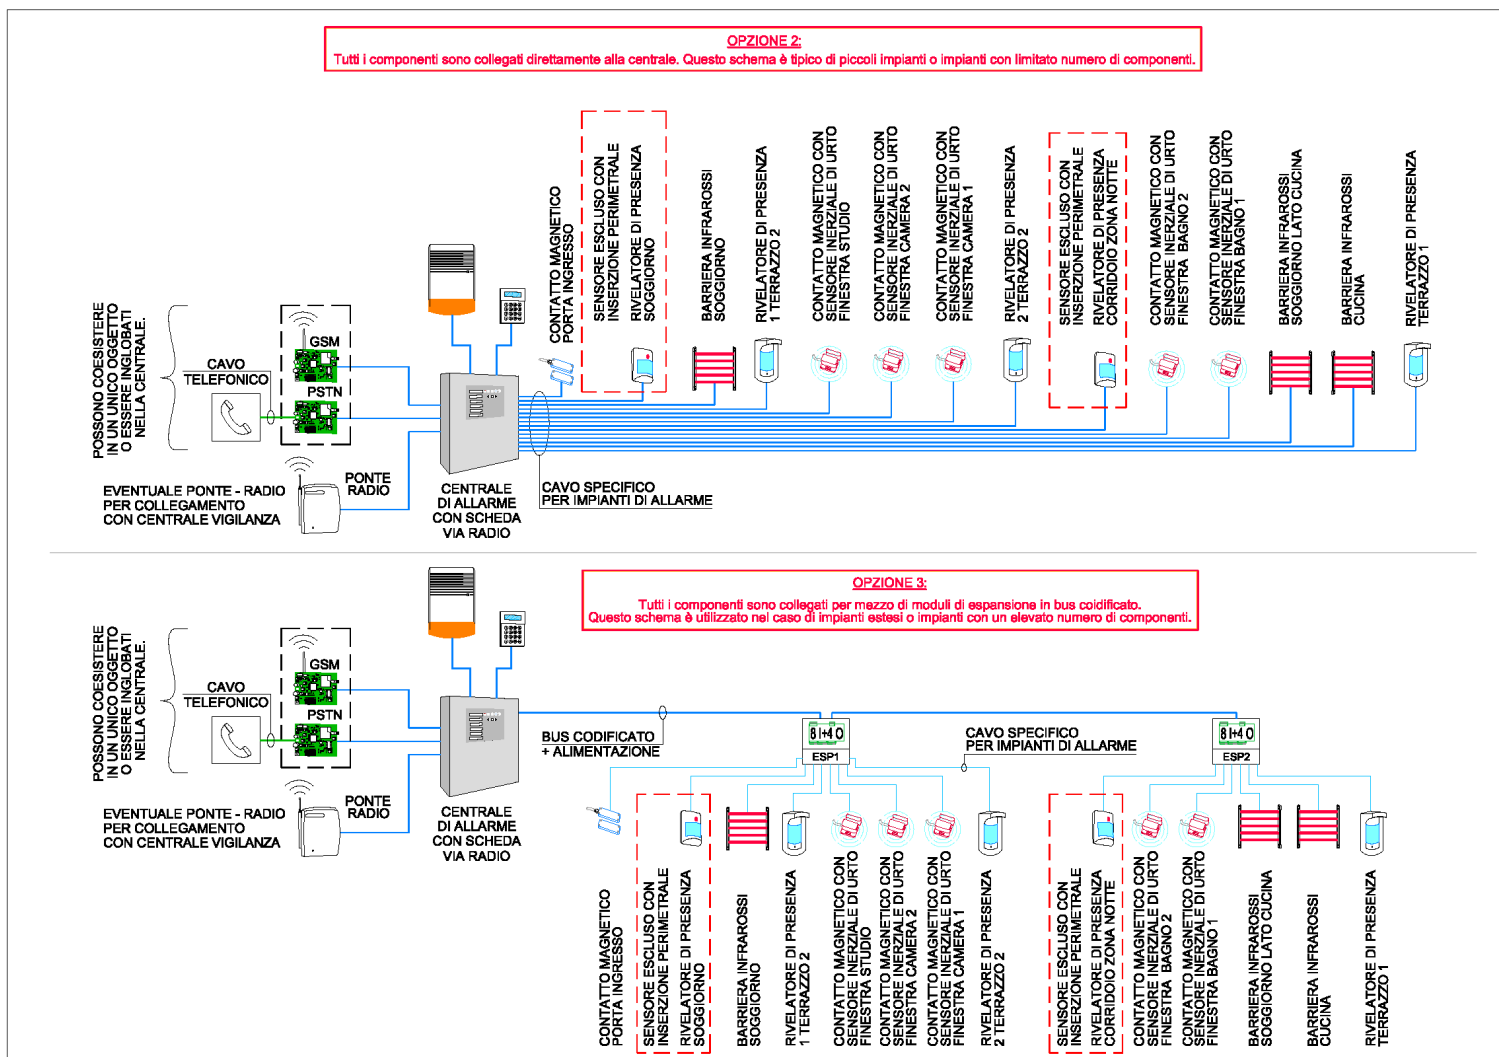 OPZIONE 2:
Tutti i componenti sono collegati direttamente alla centrale. Questo schema è tipico di piccoli impianti o impianti con limitato numero di componenti.
POSSONO COESISTERE
IN UN UNICO OGGETTO
O ESSERE INGLOBATI
NELLA CENTRALE.
CAVO
TELEFONICO
GSM
PSTN
PONTE
RADIO
EVENTUALE PONTE - RADIO
PER COLLEGAMENTO
CON CENTRALE VIGILANZA
CENTRALE
DI ALLARME
CON SCHEDA
VIA RADIO
CAVO SPECIFICO
PER IMPIANTI DI ALLARME
CONTATTO MAGNETICO
PORTA INGRESSO
SENSORE ESCLUSO CON
INSERZIONE PERIMETRALE
RIVELATORE DI PRESENZA
SOGGIORNO
BARRIERA INFRAROSSI
SOGGIORNO
RIVELATORE DI PRESENZA
1 TERRAZZO 2
CONTATTO MAGNETICO CON
SENSORE INERZIALE DI URTO
FINESTRA STUDIO
CONTATTO MAGNETICO CON
SENSORE INERZIALE DI URTO
FINESTRA CAMERA 2
CONTATTO MAGNETICO CON
SENSORE INERZIALE DI URTO
FINESTRA CAMERA 1
RIVELATORE DI PRESENZA
2 TERRAZZO 2
SENSORE ESCLUSO CON
INSERZIONE PERIMETRALE
RIVELATORE DI PRESENZA
CORRIDOIO ZONA NOTTE
CONTATTO MAGNETICO CON
SENSORE INERZIALE DI URTO
FINESTRA BAGNO 2
CONTATTO MAGNETICO CON
SENSORE INERZIALE DI URTO
FINESTRA BAGNO 1
BARRIERA INFRAROSSI
SOGGIORNO LATO CUCINA
BARRIERA INFRAROSSI
CUCINA
RIVELATORE DI PRESENZA
TERRAZZO 1
OPZIONE 3:
Tutti i componenti sono collegati per mezzo di moduli di espansione in bus coidificato.
Questo schema è utilizzato nel caso di impianti estesi o impianti con un elevato numero di componenti.
POSSONO COESISTERE
IN UN UNICO OGGETTO
O ESSERE INGLOBATI
NELLA CENTRALE.
CAVO
TELEFONICO
GSM
PSTN
PONTE
RADIO
EVENTUALE PONTE - RADIO
PER COLLEGAMENTO
CON CENTRALE VIGILANZA
CENTRALE
DI ALLARME
CON SCHEDA
VIA RADIO
BUS CODIFICATO
+ ALIMENTAZIONE
8 I+4 O
ESP1
CAVO SPECIFICO
PER IMPIANTI DI ALLARME
8 I+4 O
ESP2
CONTATTO MAGNETICO
PORTA INGRESSO
SENSORE ESCLUSO CON
INSERZIONE PERIMETRALE
RIVELATORE DI PRESENZA
SOGGIORNO
BARRIERA INFRAROSSI
SOGGIORNO
RIVELATORE DI PRESENZA
1 TERRAZZO 2
CONTATTO MAGNETICO CON
SENSORE INERZIALE DI URTO
FINESTRA STUDIO
CONTATTO MAGNETICO CON
SENSORE INERZIALE DI URTO
FINESTRA CAMERA 2
CONTATTO MAGNETICO CON
SENSORE INERZIALE DI URTO
FINESTRA CAMERA 1
RIVELATORE DI PRESENZA
2 TERRAZZO 2
SENSORE ESCLUSO CON
INSERZIONE PERIMETRALE
RIVELATORE DI PRESENZA
CORRIDOIO ZONA NOTTE
CONTATTO MAGNETICO CON
SENSORE INERZIALE DI URTO
FINESTRA BAGNO 2
CONTATTO MAGNETICO CON
SENSORE INERZIALE DI URTO
FINESTRA BAGNO 1
BARRIERA INFRAROSSI
SOGGIORNO LATO CUCINA
BARRIERA INFRAROSSI
CUCINA
RIVELATORE DI PRESENZA
TERRAZZO 1